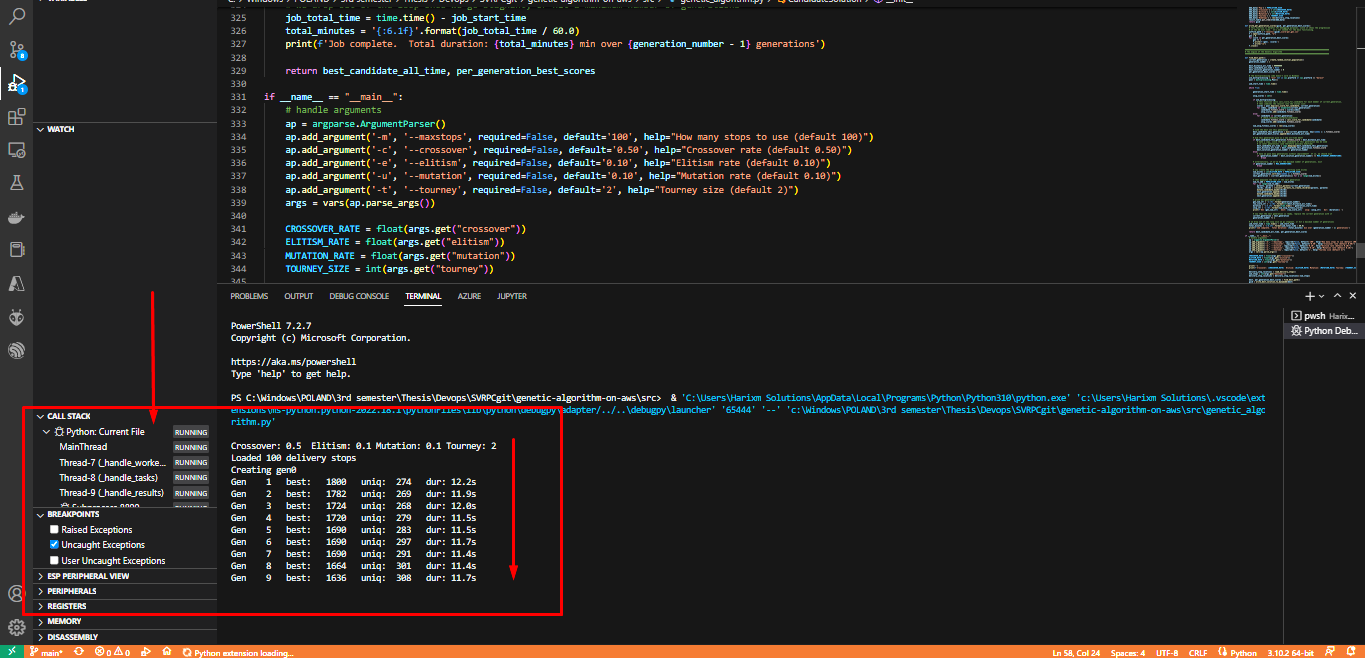 325 job_total_time = time.time() - job_start_time
326 total_minutes = '{:6.1f}'.format(job_total_time / 60.0)
327 print(f'Job complete.  Total duration: {total_minutes} min over {generation_number - 1} generations')
328
329 return best_candidate_all_time, per_generation_best_scores
330
331 if __name__ == "__main__":
332 # handle arguments
333 ap = argparse.ArgumentParser()
334 ap.add_argument('-m', '--maxstops', required=False, default='100', help="How many stops to use (default 100)")
335 ap.add_argument('-c', '--crossover', required=False, default='0.50', help="Crossover rate (default 0.50)")
336 ap.add_argument('-e', '--elitism', required=False, default='0.10', help="Elitism rate (default 0.10)")
337 ap.add_argument('-u', '--mutation', required=False, default='0.10', help="Mutation rate (default 0.10)")
338 ap.add_argument('-t', '--tourney', required=False, default='2', help="Tourney size (default 2)")
339 args = vars(ap.parse_args())
340
341 CROSSOVER_RATE = float(args.get("crossover"))
342 ELITISM_RATE = float(args.get("elitism"))
343 MUTATION_RATE = float(args.get("mutation"))
344 TOURNEY_SIZE = int(args.get("tourney"))
345
8
1
WATCH
CALL STACK
Python: Current File RUNNING
MainThread RUNNING
Thread-7 (_handle_worke... RUNNING
Thread-8 (_handle_tasks) RUNNING
Thread-9 (_handle_results) RUNNING
BREAKPOINTS
Raised Exceptions
Uncaught Exceptions
User Uncaught Exceptions
ESP PERIPHERAL VIEW
PERIPHERALS
REGISTERS
MEMORY
DISASSEMBLY
PROBLEMS OUTPUT DEBUG CONSOLE TERMINAL AZURE JUPYTER
pwsh Harix...
Python Deb...
PowerShell 7.2.7
Copyright (c) Microsoft Corporation.
https://aka.ms/powershell
Type 'help' to get help.
PS C:\Windows\POLAND\3rd semester\Thesis\Devops\SVRPCgit\genetic-algorithm-on-aws\src>  & 'C:\Users\Harixm Solutions\AppData\Local\Programs\Python\Python310\python.exe' 'c:\Users\Harixm Solutions\.vscode\ext
ensions\ms-python.python-2022.18.1\pythonFiles\lib\python\debugpy\adapter/../..\debugpy\launcher' '65444' '--' 'c:\Windows\POLAND\3rd semester\Thesis\Devops\SVRPCgit\genetic-algorithm-on-aws\src\genetic_algo
rithm.py'
Crossover: 0.5  Elitism: 0.1 Mutation: 0.1 Tourney: 2
Loaded 100 delivery stops
Creating gen0
Gen 1 best: 1800 uniq: 274 dur: 12.2s
Gen 2 best: 1782 uniq: 269 dur: 11.9s
Gen 3 best: 1724 uniq: 268 dur: 12.0s
Gen 4 best: 1720 uniq: 279 dur: 11.5s
Gen 5 best: 1690 uniq: 283 dur: 11.5s
Gen 6 best: 1690 uniq: 297 dur: 11.7s
Gen 7 best: 1690 uniq: 291 dur: 11.4s
Gen 8 best: 1664 uniq: 301 dur: 11.4s
Gen 9 best: 1636 uniq: 308 dur: 11.7s
main* 0 0 Python extension loading... Ln 58, Col 24 Spaces: 4 UTF-8 CRLF Python 3.10.2 64-bit